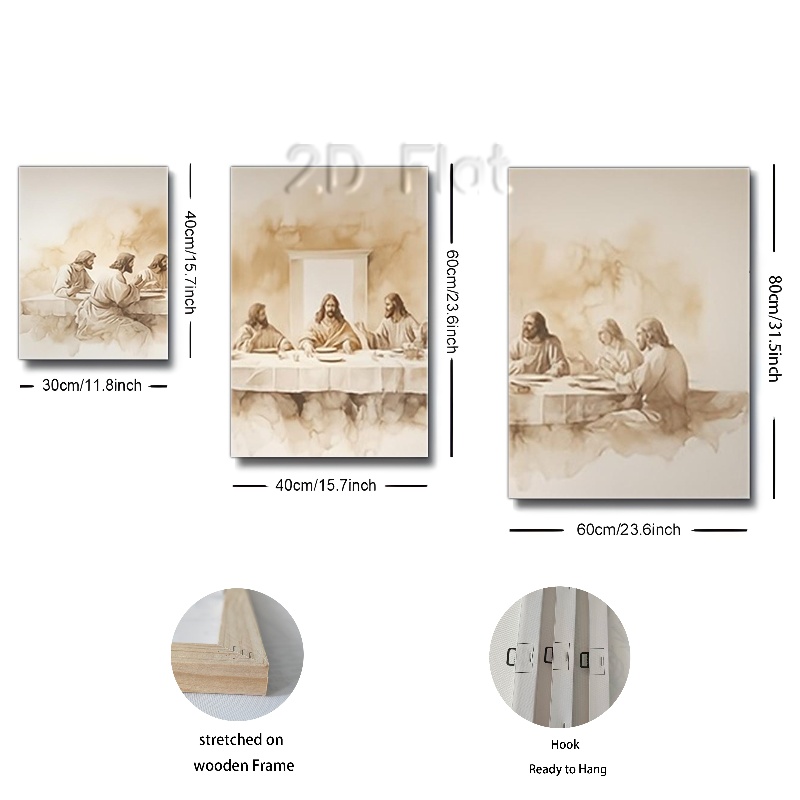 2D Flat
40cm/15.7inch
30cm/11.8inch
60cm/23.6inch
40cm/15.7inch
80cm/31.5inch
60cm/23.6inch
stretched on
wooden Frame
Hook
Ready to Hang